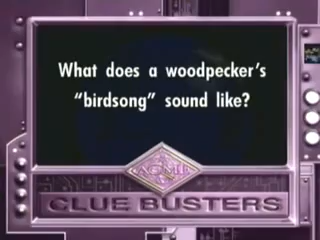 What does a woodpecker's
"birdsong" sound like?
ACME
CLUE BUSTERS